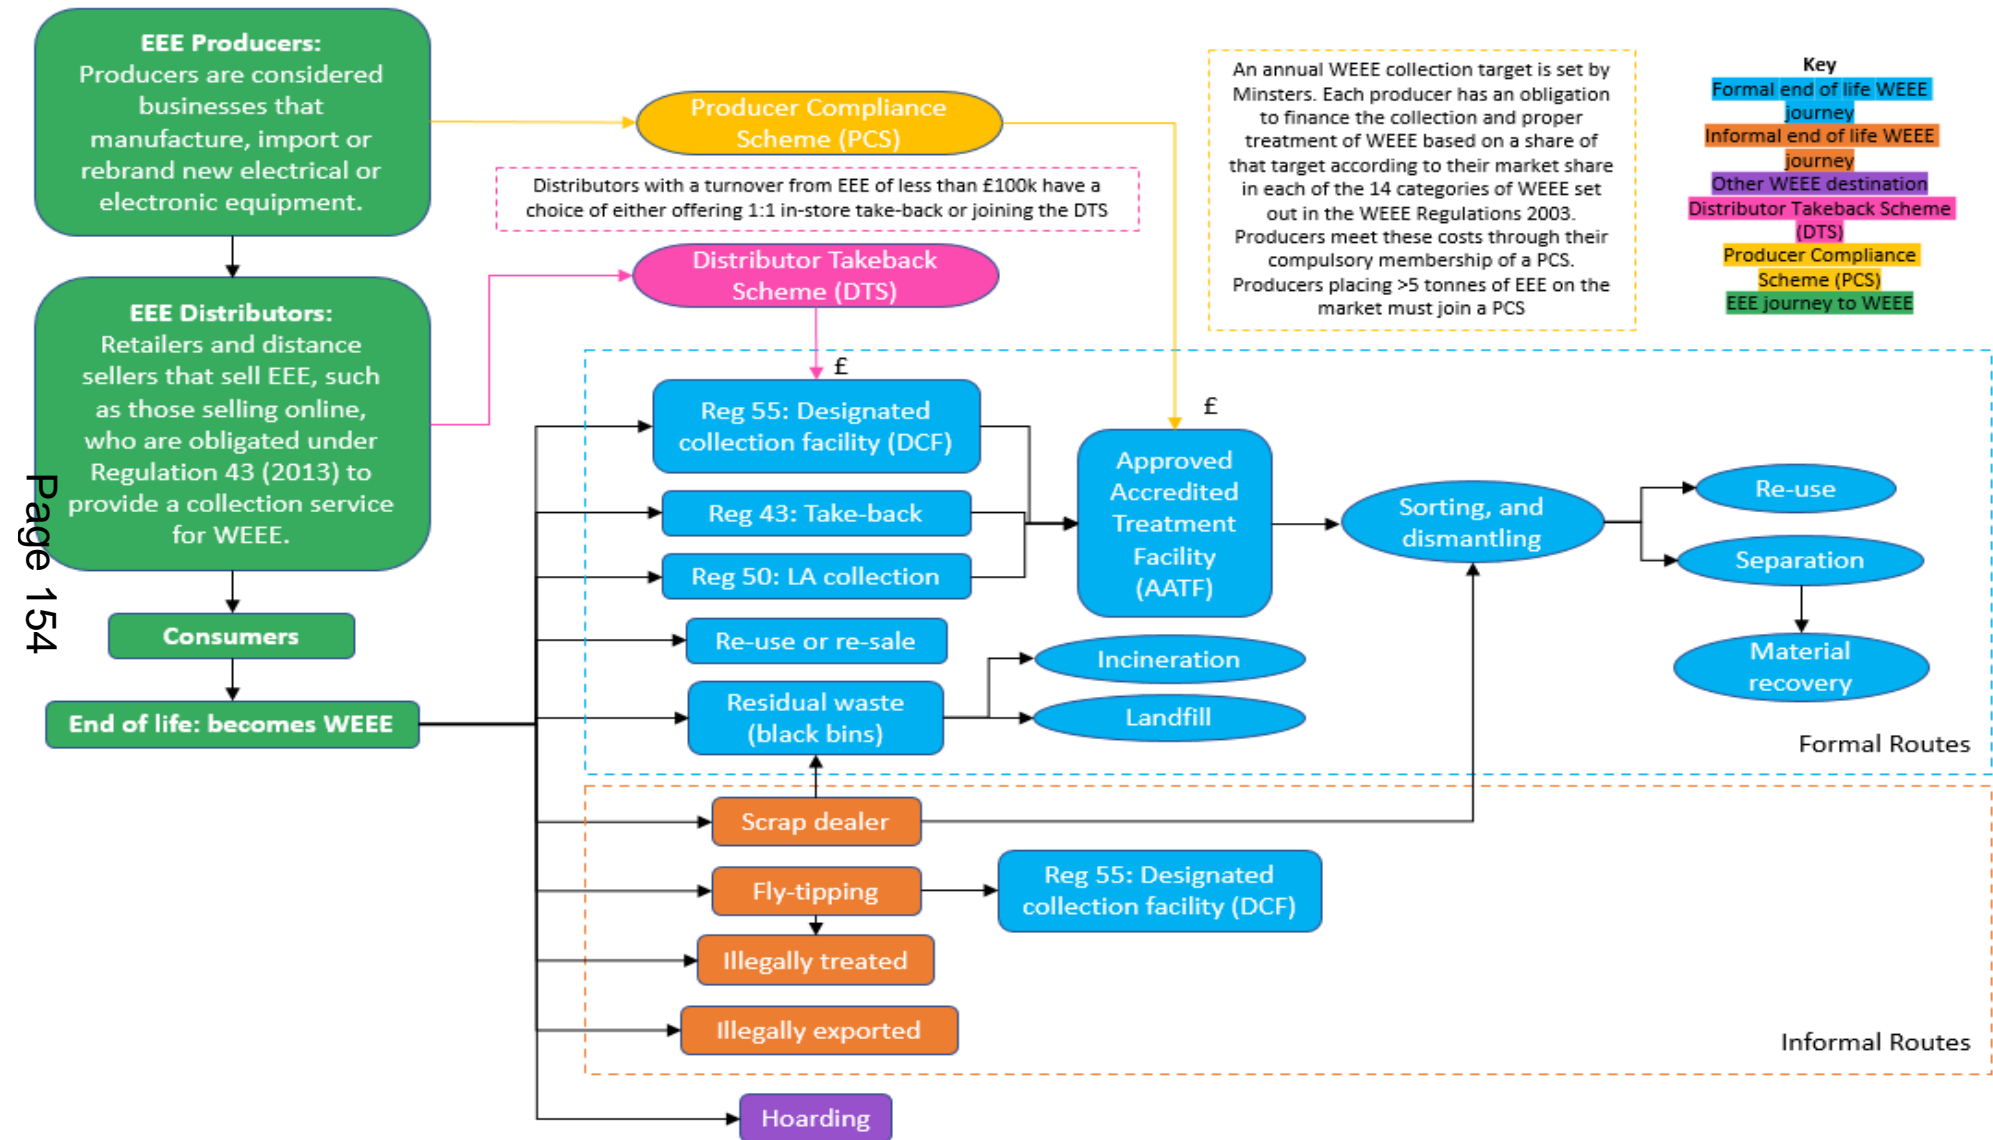 EEE Producers:
Producers are considered
businesses that
manufacture, import or
rebrand new electrical or
electronic equipment.
Producer Compliance
Scheme (PCS)
An annual WEEE collection target is set by
Minsters. Each producer has an obligation
to finance the collection and proper
treatment of WEEE based on a share of
that target according to their market share
in each of the 14 categories of WEEE set
out in the WEEE Regulations 2003.
Producers meet these costs through their
compulsory membership of a PCS.
Producers placing >5 tonnes of EEE on the
market must join a PCS
Key
Formal end of life WEEE
journey
Informal end of life WEEE
journey
Other WEEE destination
Distributor Takeback Scheme
(DTS)
Producer Compliance
Scheme (PCS)
EEE journey to WEEE
Distributors with a turnover from EEE of less than £100k have a
choice of either offering 1:1 in-store take-back or joining the DTS
Distributor Takeback
Scheme (DTS)
EEE Distributors:
Retailers and distance
sellers that sell EEE, such
as those selling online,
who are obligated under
Regulation 43 (2013) to
provide a collection service
for WEEE.
Page 154
Consumers
End of life: becomes WEEE
£
£
Reg 55: Designated
collection facility (DCF)
Reg 43: Take-back
Reg 50: LA collection
Re-use or re-sale
Residual waste
(black bins)
Approved
Accredited
Treatment
Facility
(AATF)
Sorting, and
dismantling
Re-use
Separation
Material
recovery
Incineration
Landfill
Formal Routes
Scrap dealer
Fly-tipping
Reg 55: Designated
collection facility (DCF)
Illegally treated
Illegally exported
Informal Routes
Hoarding